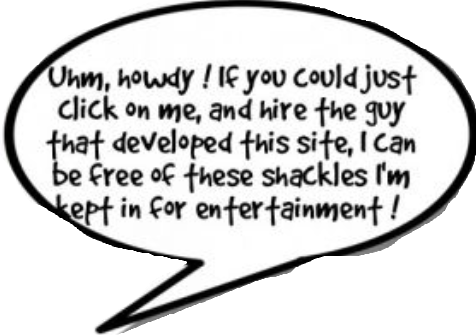 Uhm, howdy ! If you could just
click on me, and hire the guy
that developed this site, I can
be free of these shackles I'm
kept in for entertainment !